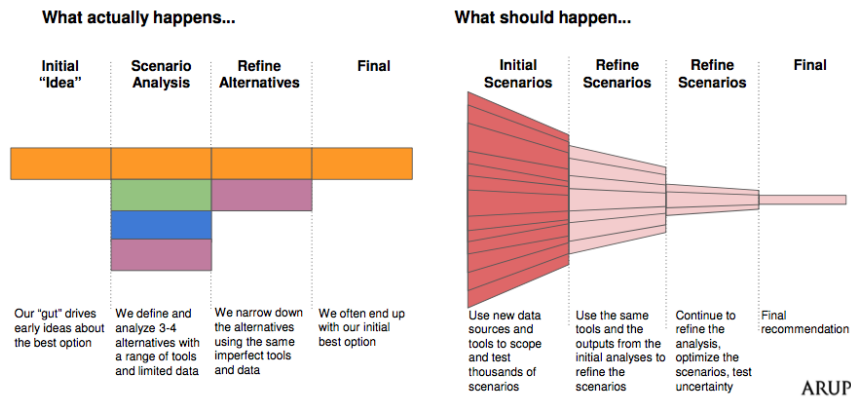 What actually happens...
Initial
“Idea”
Scenario
Analysis
Refine
Alternatives
Final
Our “gut” drives
early ideas about
the best option
We define and
analyze 3-4
alternatives with
a range of tools
and limited data
We narrow down
the alternatives
using the same
imperfect tools
and data
We often end up
with our initial
best option
What should happen...
Initial
Scenarios
Refine
Scenarios
Refine
Scenarios
Final
Use new data
sources and
tools to scope
and test
thousands of
scenarios
Use the same
tools and the
outputs from the
initial analyses to
refine the
scenarios
Continue to
refine the
analysis,
optimize the
scenarios, test
uncertainty
Final
recommendation
ARUP